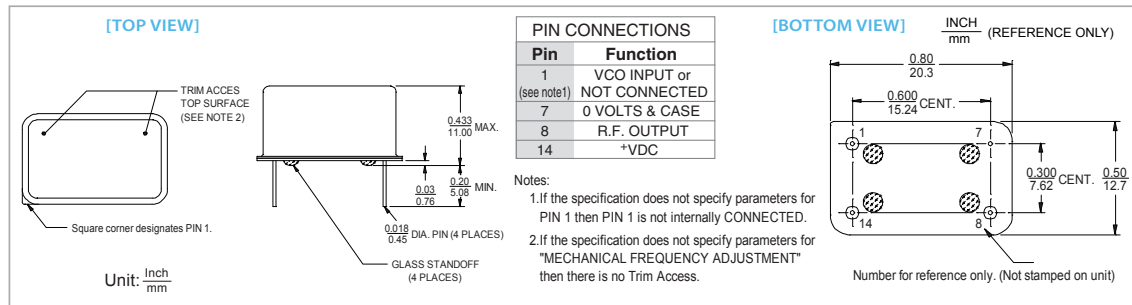 [TOP VIEW]
TRIM ACCES
TOP SURFACE
(SEE NOTE 2)
Square corner designates PIN 1.
Unit: Inch
mm
0.433
11.00 MAX.
0.03
0.76
0.20
5.08 MIN.
0.018
0.45 DIA. PIN (4 PLACES)
GLASS STANDOFF
(4 PLACES)
PIN CONNECTIONS
Pin Function
1 VCO INPUT or
(see note1) NOT CONNECTED
7 0 VOLTS & CASE
8 R.F. OUTPUT
14 +VDC
Notes:
1.If the specification does not specify parameters for
PIN 1 then PIN 1 is not internally CONNECTED.
2.If the specification does not specify parameters for
"MECHANICAL FREQUENCY ADJUSTMENT"
then there is no Trim Access.
[BOTTOM VIEW]
INCH
mm (REFERENCE ONLY)
0.80
20.3
0.600
15.24 CENT.
1 7
0.300
7.62 CENT.
0.50
12.7
14 8
Number for reference only. (Not stamped on unit)